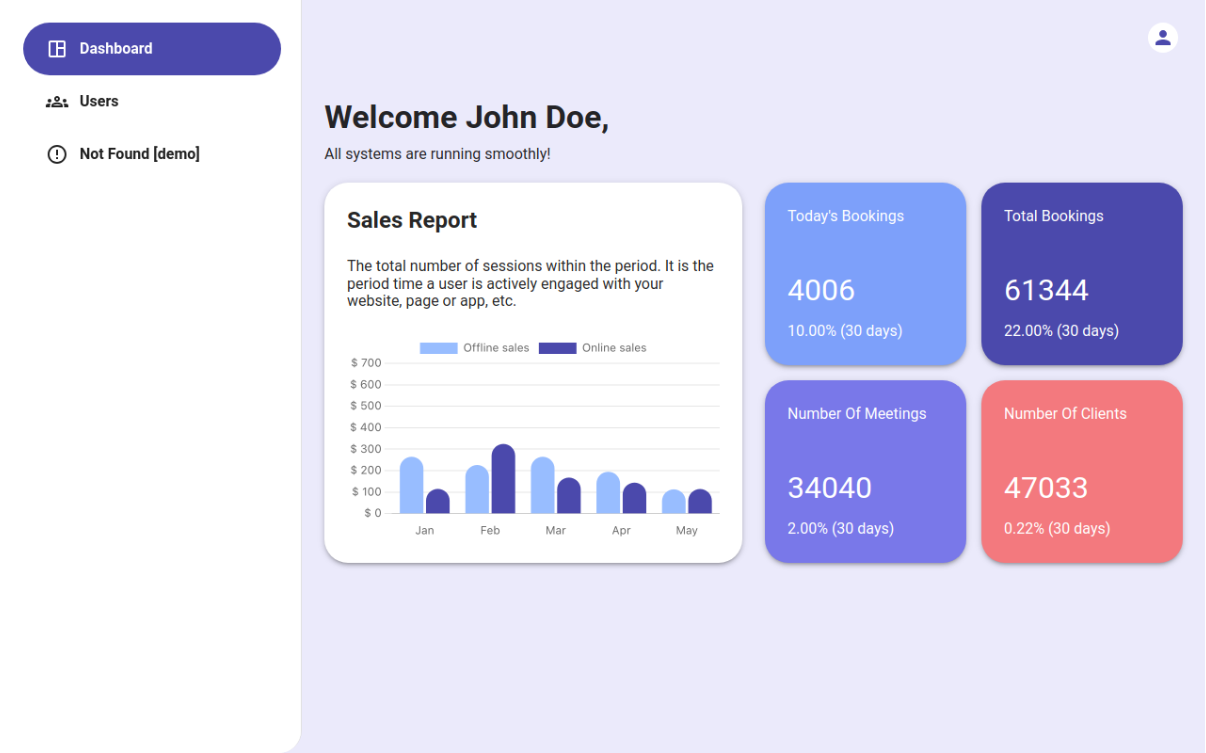 Dashboard
Users
Not Found [demo]
Welcome John Doe,
All systems are running smoothly!
Sales Report
The total number of sessions within the period. It is the
period time a user is actively engaged with your
website, page or app, etc.
Offline sales Online sales
$ 700
$ 600
$ 500
$ 400
$ 300
$ 200
$ 100
$ 0
Jan Feb Mar Apr May
Today's Bookings
4006
10.00% (30 days)
Total Bookings
61344
22.00% (30 days)
Number Of Meetings
34040
2.00% (30 days)
Number Of Clients
47033
0.22% (30 days)